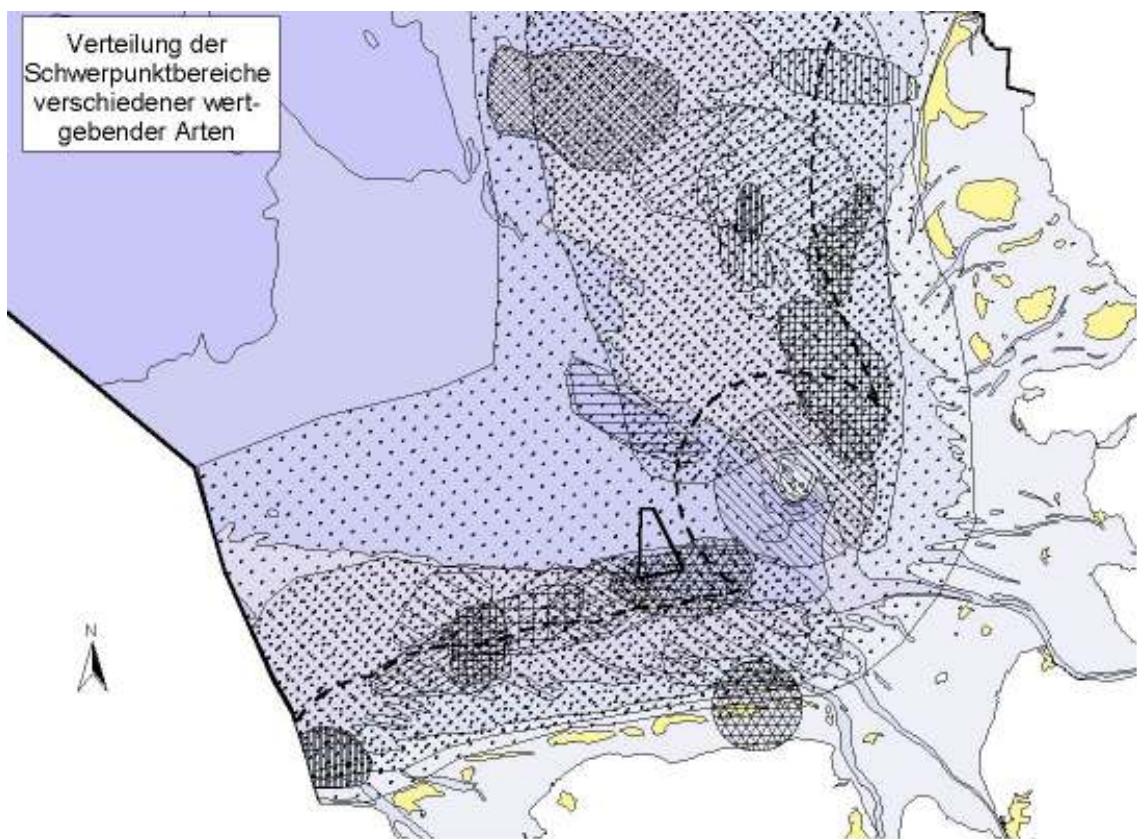 Verteilung der
Schwerpunktbereiche
verschiedener wert-
gebender Arten
N